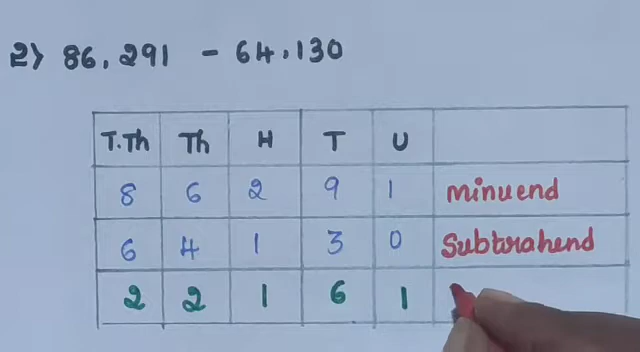 2) 86,291 - 64,130
T.Th Th H T U
8 6 2 9 1 minuend
6 4 1 3 0 Subtrahend
2 2 1 6 1